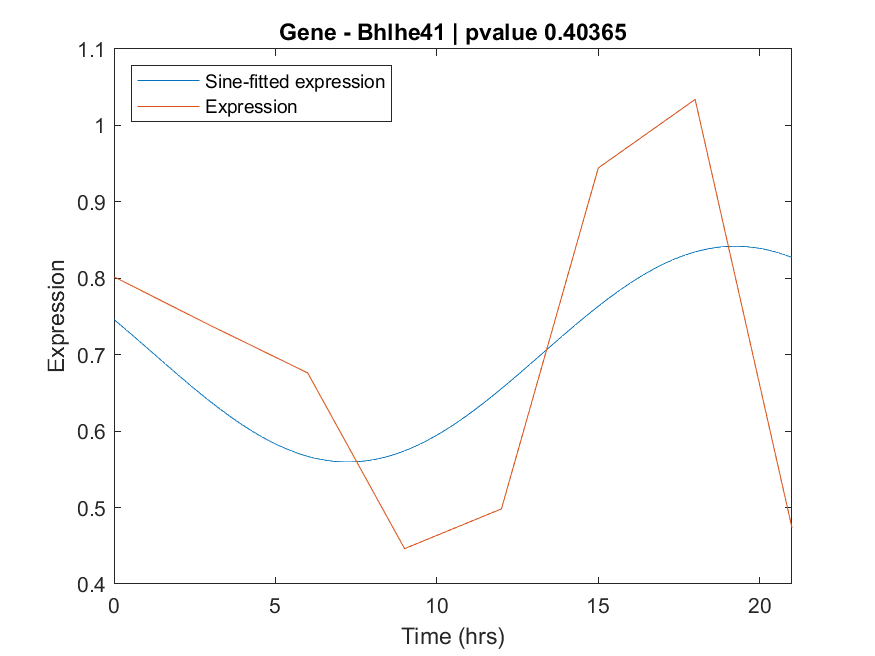 Gene - Bhlhe41 | pvalue 0.40365
Sine-fitted expression
Expression
1.1
1
0.9
0.8
0.7
0.6
0.5
0.4
Expression
0
5
10
15
20
Time (hrs)